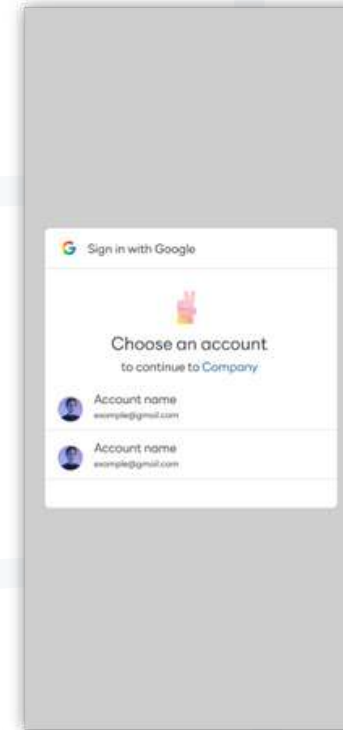 Sign in with Google
Choose an account
to continue to Company
Account name
example@gmail.com
Account name
example@gmail.com